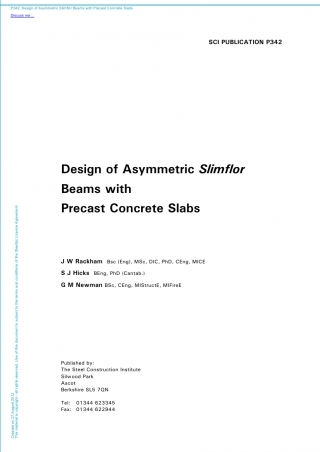 P342: Design of Asymmetric Slimflor Beams with Precast Concrete Slabs
Discuss me ...
SCI PUBLICATION P342
Design of Asymmetric Slimflor
Beams with
Precast Concrete Slabs
J W Rackham Bsc (Eng), MSc, DIC, PhD, CEng, MICE
S J Hicks BEng, PhD (Cantab.)
G M Newman BSc, CEng, MIStructE, MIFireE
Published by:
The Steel Construction Institute
Silwood Park
Ascot
Berkshire SL5 7QN
Tel: 01344 623345
Fax: 01344 622944
Created on 27 August 2010
This material is copyright - all rights reserved. Use of this document is subject to the terms and conditions of the Steelbiz Licence Agreement